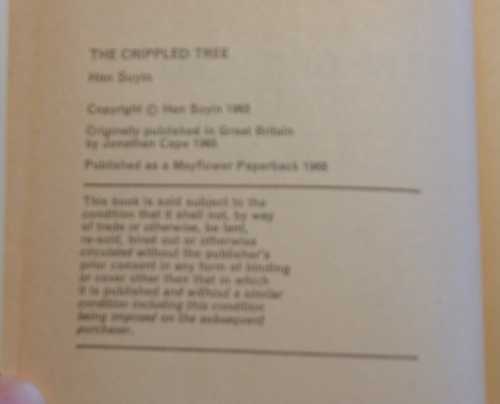 THE CRIPPLED TREE
Han Suyin
Copyright © Han Suyin 1965
Originally published in Great Britain
by Jonathan Cape 1965
Published as a Mayflower Paperback 1968
This book is sold subject to the
condition that it shall not, by way
of trade or otherwise, be lent,
re-sold, hired out or otherwise
circulated without the publisher's
prior consent in any form of binding
or cover other than that in which
it is published and without a similar
condition including this condition
being imposed on the subsequent
purchaser.